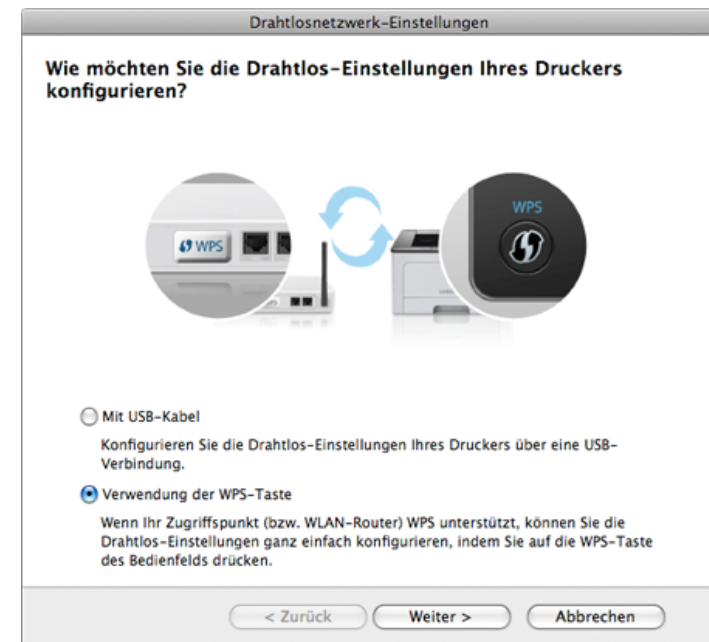 Drahtlosnetzwerk-Einstellungen
Wie möchten Sie die Drahtlos-Einstellungen Ihres Druckers
konfigurieren?
WPS
WPS
Mit USB-Kabel
Konfigurieren Sie die Drahtlos-Einstellungen Ihres Druckers über eine USB-
Verbindung.
Verwendung der WPS-Taste
Wenn Ihr Zugriffspunkt (bzw. WLAN-Router) WPS unterstützt, können Sie die
Drahtlos-Einstellungen ganz einfach konfigurieren, indem Sie auf die WPS-Taste
des Bedienfelds drücken.
< Zurück
Weiter >
Abbrechen